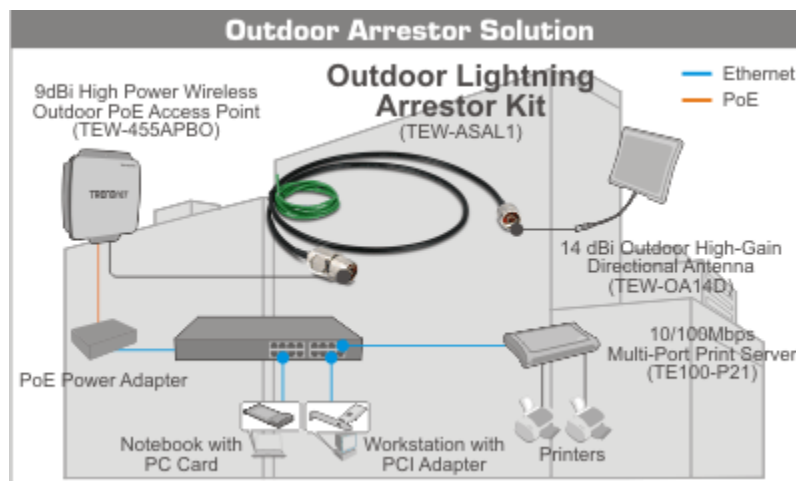 Outdoor Arrestor Solution
9dBi High Power Wireless
Outdoor PoE Access Point
(TEW-455APBO)
Outdoor Lightning
Arrestor Kit
(TEW-ASAL1)
Ethernet
PoE
TRENDNET
14 dBi Outdoor High-Gain
Directional Antenna
(TEW-OA14D)
10/100Mbps
Multi-Port Print Server
(TE100-P21)
PoE Power Adapter
Notebook with
PC Card
Workstation with
PCI Adapter
Printers